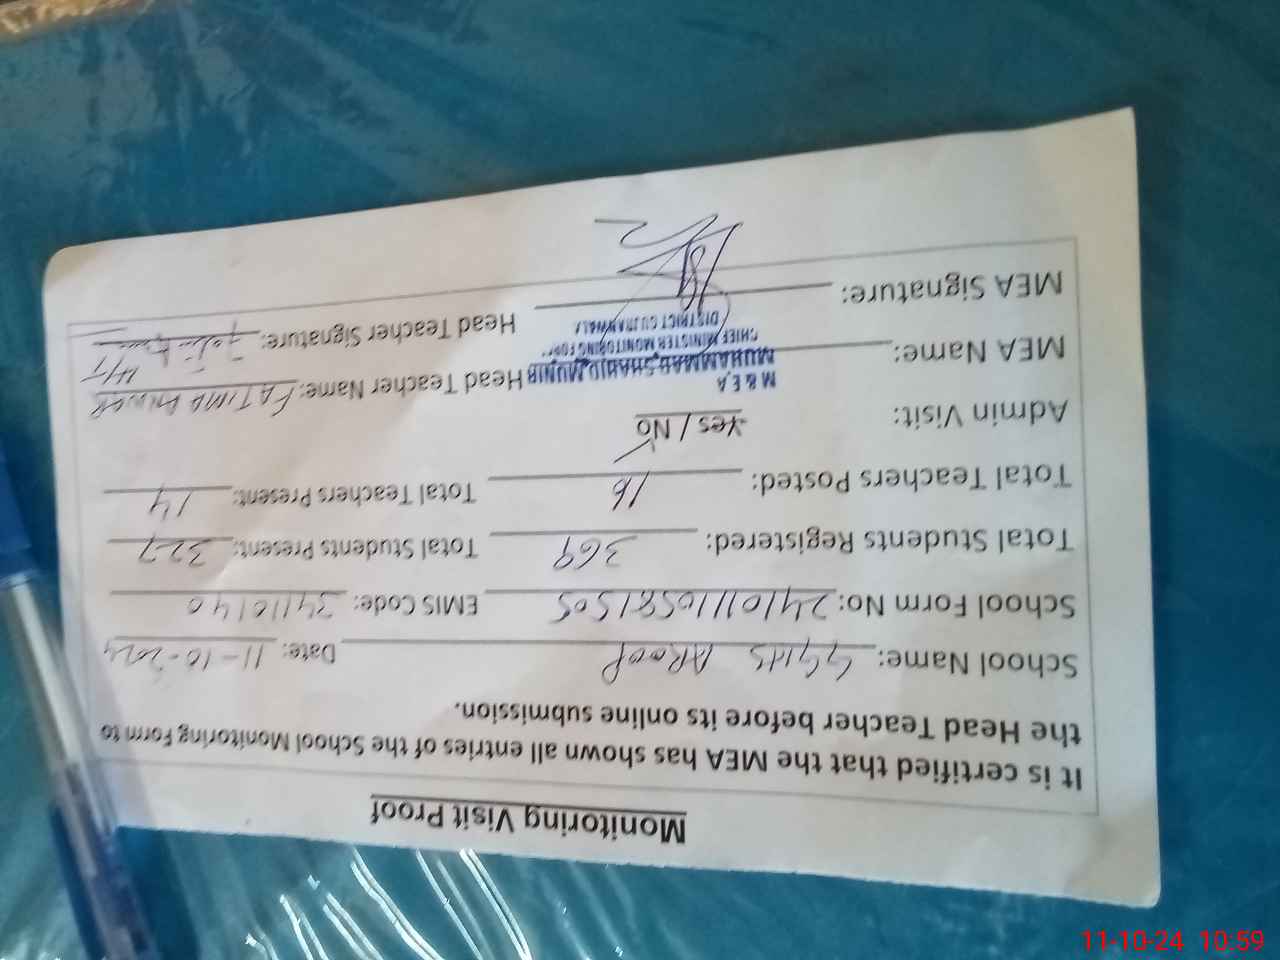 Monitoring Visit Proof
It is certified that the MEA has shown all entries of the School Monitoring Form to
the Head Teacher before its online submission.
School Name: GGHS AROOP Date: 11-10-2024
School Form No: 24101110581505 EMIS Code: 34110140
Total Students Registered: 369 Total Students Present: 327
Total Teachers Posted: 16 Total Teachers Present: 14
Admin Visit: Yes / No
M & E A
MEA Name: MUHAMMAD SHAHID MUNIR Head Teacher Name: FATIMA ANWAR
CHIEF MINISTER MONITORING FORCE H/T
DISTRICT GUJRANWALA
MEA Signature: Head Teacher Signature:
11-10-24 10:59